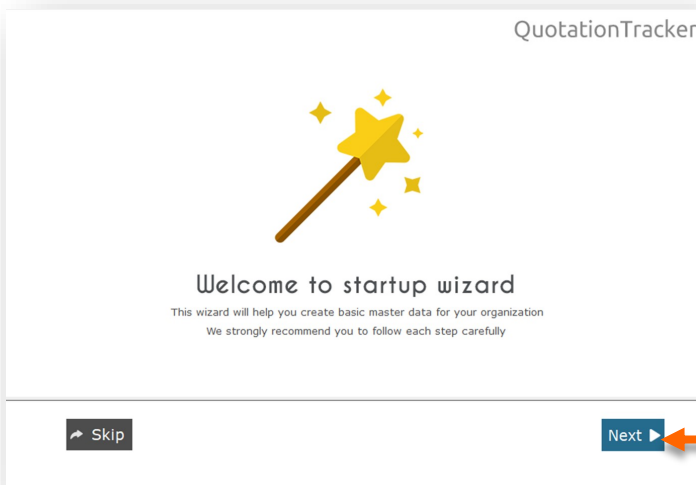 QuotationTracker
Welcome to startup wizard
This wizard will help you create basic master data for your organization
We strongly recommend you to follow each step carefully
Skip
Next